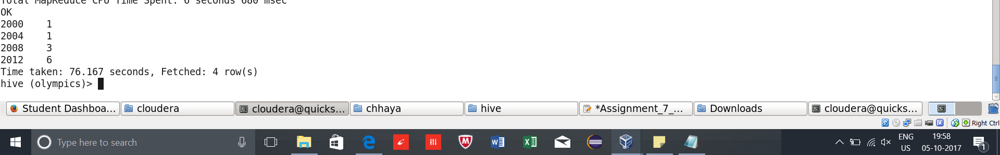 Total MapReduce CPU Time Spent: 6 seconds 680 msec
OK
2000 1
2004 1
2008 3
2012 6
Time taken: 76.167 seconds, Fetched: 4 row(s)
hive (olympics)>
Student Dashboa... cloudera cloudera@quicks... chhaya hive *Assignment_7_... Downloads cloudera@quicks...
Right Ctrl
Type here to search
ENG 19:58
US 05-10-2017 1